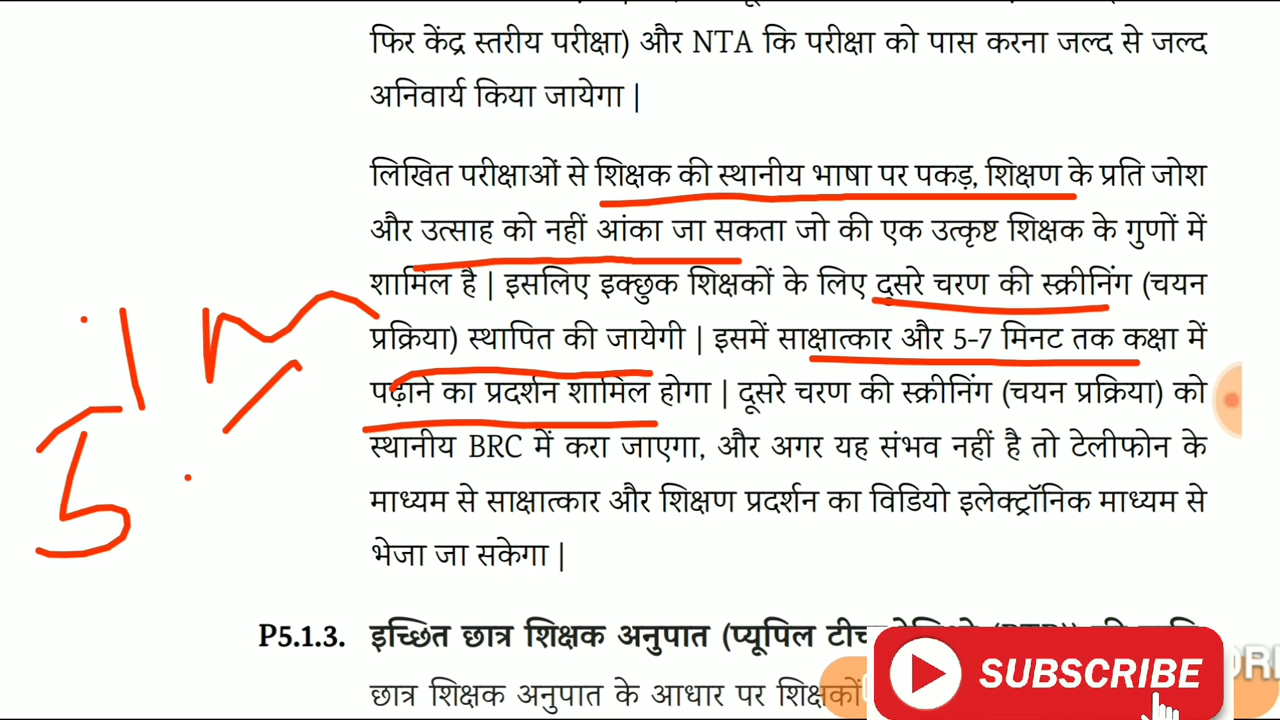 फिर केंद्र स्तरीय परीक्षा) और NTA कि परीक्षा को पास करना जल्द से जल्द
अनिवार्य किया जायेगा |
लिखित परीक्षाओं से शिक्षक की स्थानीय भाषा पर पकड़, शिक्षण के प्रति जोश
और उत्साह को नहीं आंका जा सकता जो की एक उत्कृष्ट शिक्षक के गुणों में
शामिल है | इसलिए इक्छुक शिक्षकों के लिए दुसरे चरण की स्क्रीनिंग (चयन
प्रक्रिया) स्थापित की जायेगी | इसमें साक्षात्कार और 5-7 मिनट तक कक्षा में
पढ़ाने का प्रदर्शन शामिल होगा | दूसरे चरण की स्क्रीनिंग (चयन प्रक्रिया) को
स्थानीय BRC में करा जाएगा, और अगर यह संभव नहीं है तो टेलीफोन के
माध्यम से साक्षात्कार और शिक्षण प्रदर्शन का विडियो इलेक्ट्रॉनिक माध्यम से
भेजा जा सकेगा |
P5.1.3. इच्छित छात्र शिक्षक अनुपात (प्यूपिल
छात्र शिक्षक अनुपात के आधार पर शिक्षकों
SUBSCRIBE